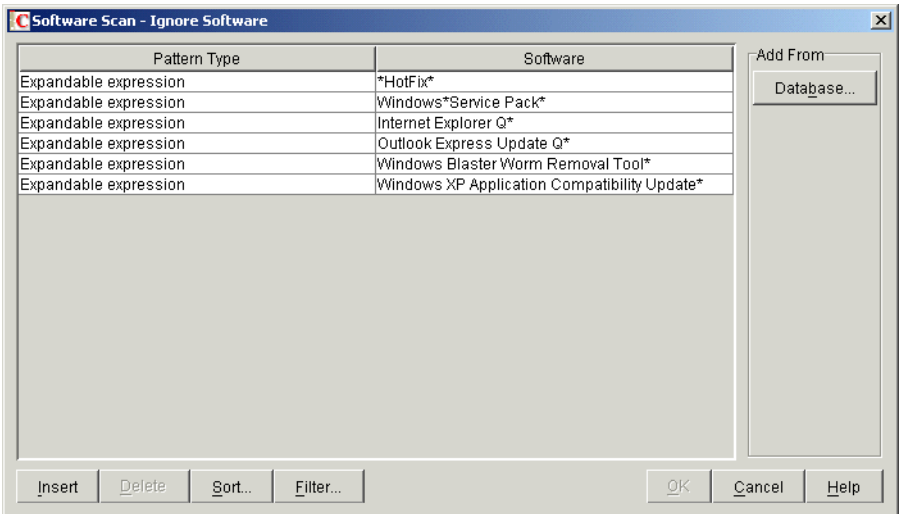 Software Scan - Ignore Software
Pattern Type Software
Expandable expression *HotFix*
Expandable expression Windows*Service Pack*
Expandable expression Internet Explorer Q*
Expandable expression Outlook Express Update Q*
Expandable expression Windows Blaster Worm Removal Tool*
Expandable expression Windows XP Application Compatibility Update*
Add From
Database...
Insert Delete Sort... Filter... OK Cancel Help